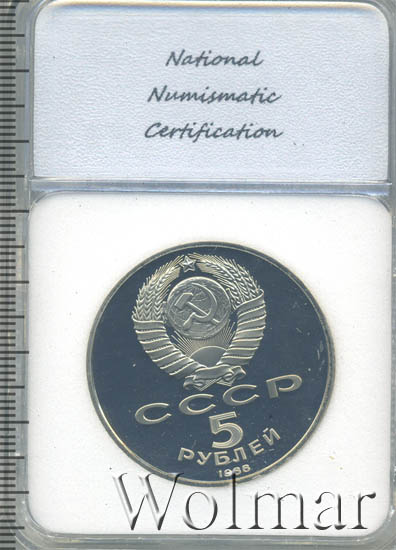 National
Numismatic
Certification
СССР
5
РУБЛЕЙ
1988
Wolmar